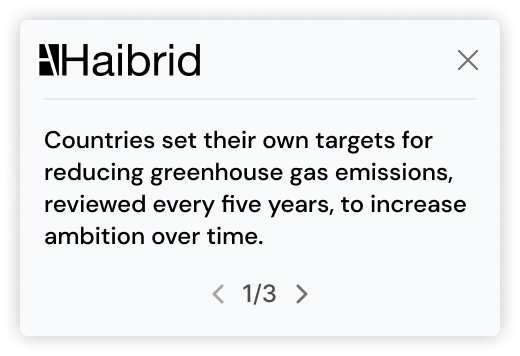 Haibrid
Countries set their own targets for
reducing greenhouse gas emissions,
reviewed every five years, to increase
ambition over time.
1/3